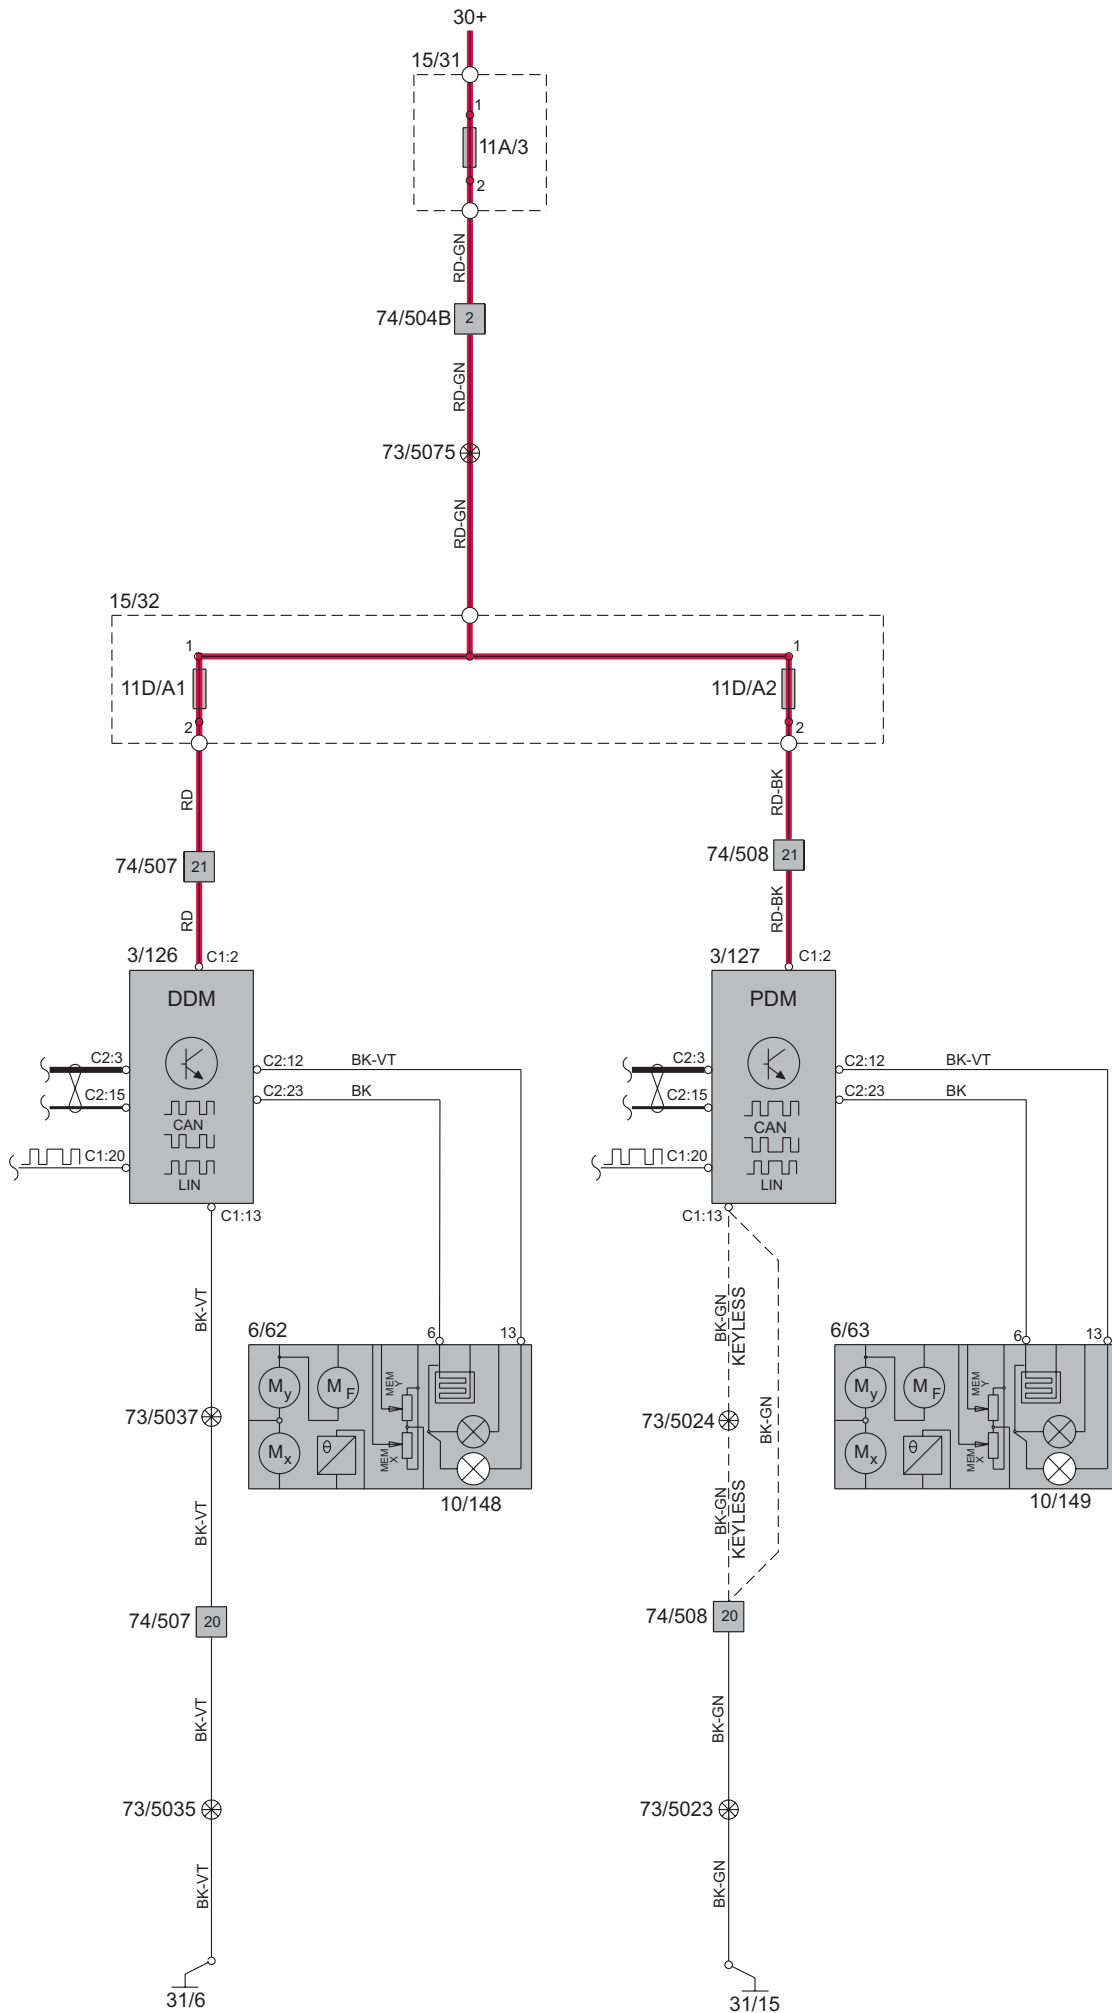 30+
15/31
1
11A/3
2
RD-GN
74/504B
2
RD-GN
73/5075
RD-GN
15/32
1
1
11D/A1
11D/A2
2
2
RD
RD-BK
74/507
21
74/508
21
RD
RD-BK
3/126
C1:2
3/127
C1:2
DDM
PDM
C2:3
C2:12
BK-VT
C2:3
C2:12
BK-VT
C2:15
C2:23
BK
C2:15
C2:23
BK
CAN
CAN
C1:20
C1:20
LIN
LIN
C1:13
C1:13
BK-VT
BK-GN
KEYLESS
6/62
6
13
6/63
6
13
My
MF
MEM
Y
My
MF
MEM
Y
73/5037
73/5024
BK-GN
Mx
θ
MEM
X
Mx
θ
MEM
X
10/148
10/149
BK-VT
BK-GN
KEYLESS
74/507
20
74/508
20
BK-VT
BK-GN
73/5035
73/5023
BK-VT
BK-GN
31/6
31/15